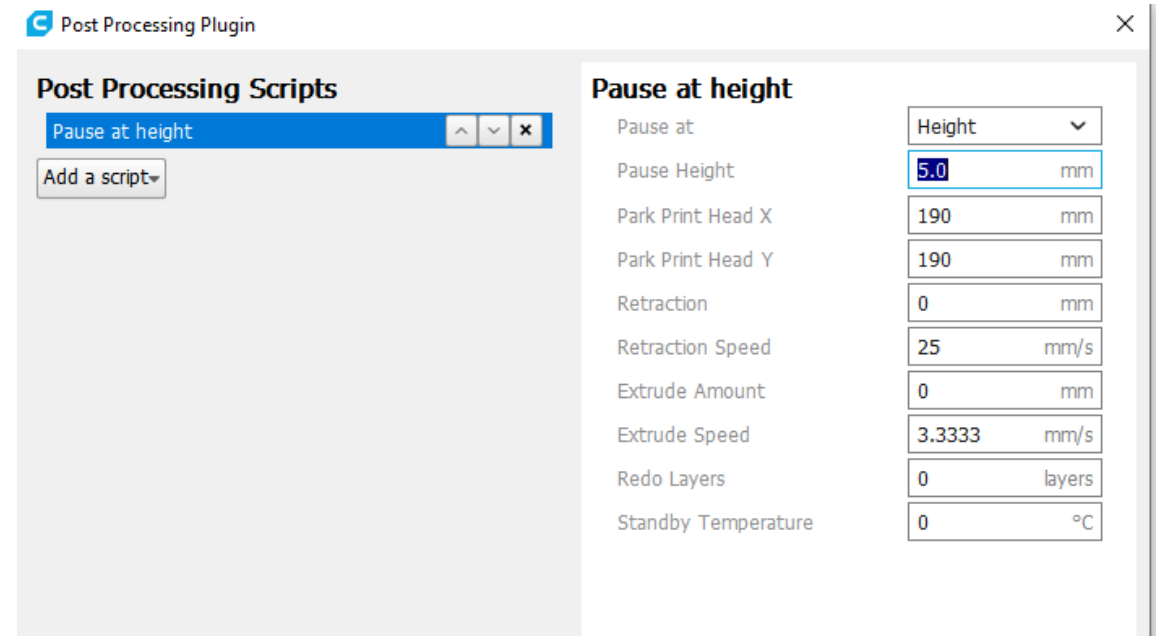 Post Processing Plugin
Post Processing Scripts
Pause at height
Add a script
Pause at height
Pause at Height
Pause Height 5.0 mm
Park Print Head X 190 mm
Park Print Head Y 190 mm
Retraction 0 mm
Retraction Speed 25 mm/s
Extrude Amount 0 mm
Extrude Speed 3.3333 mm/s
Redo Layers 0 layers
Standby Temperature 0 °C